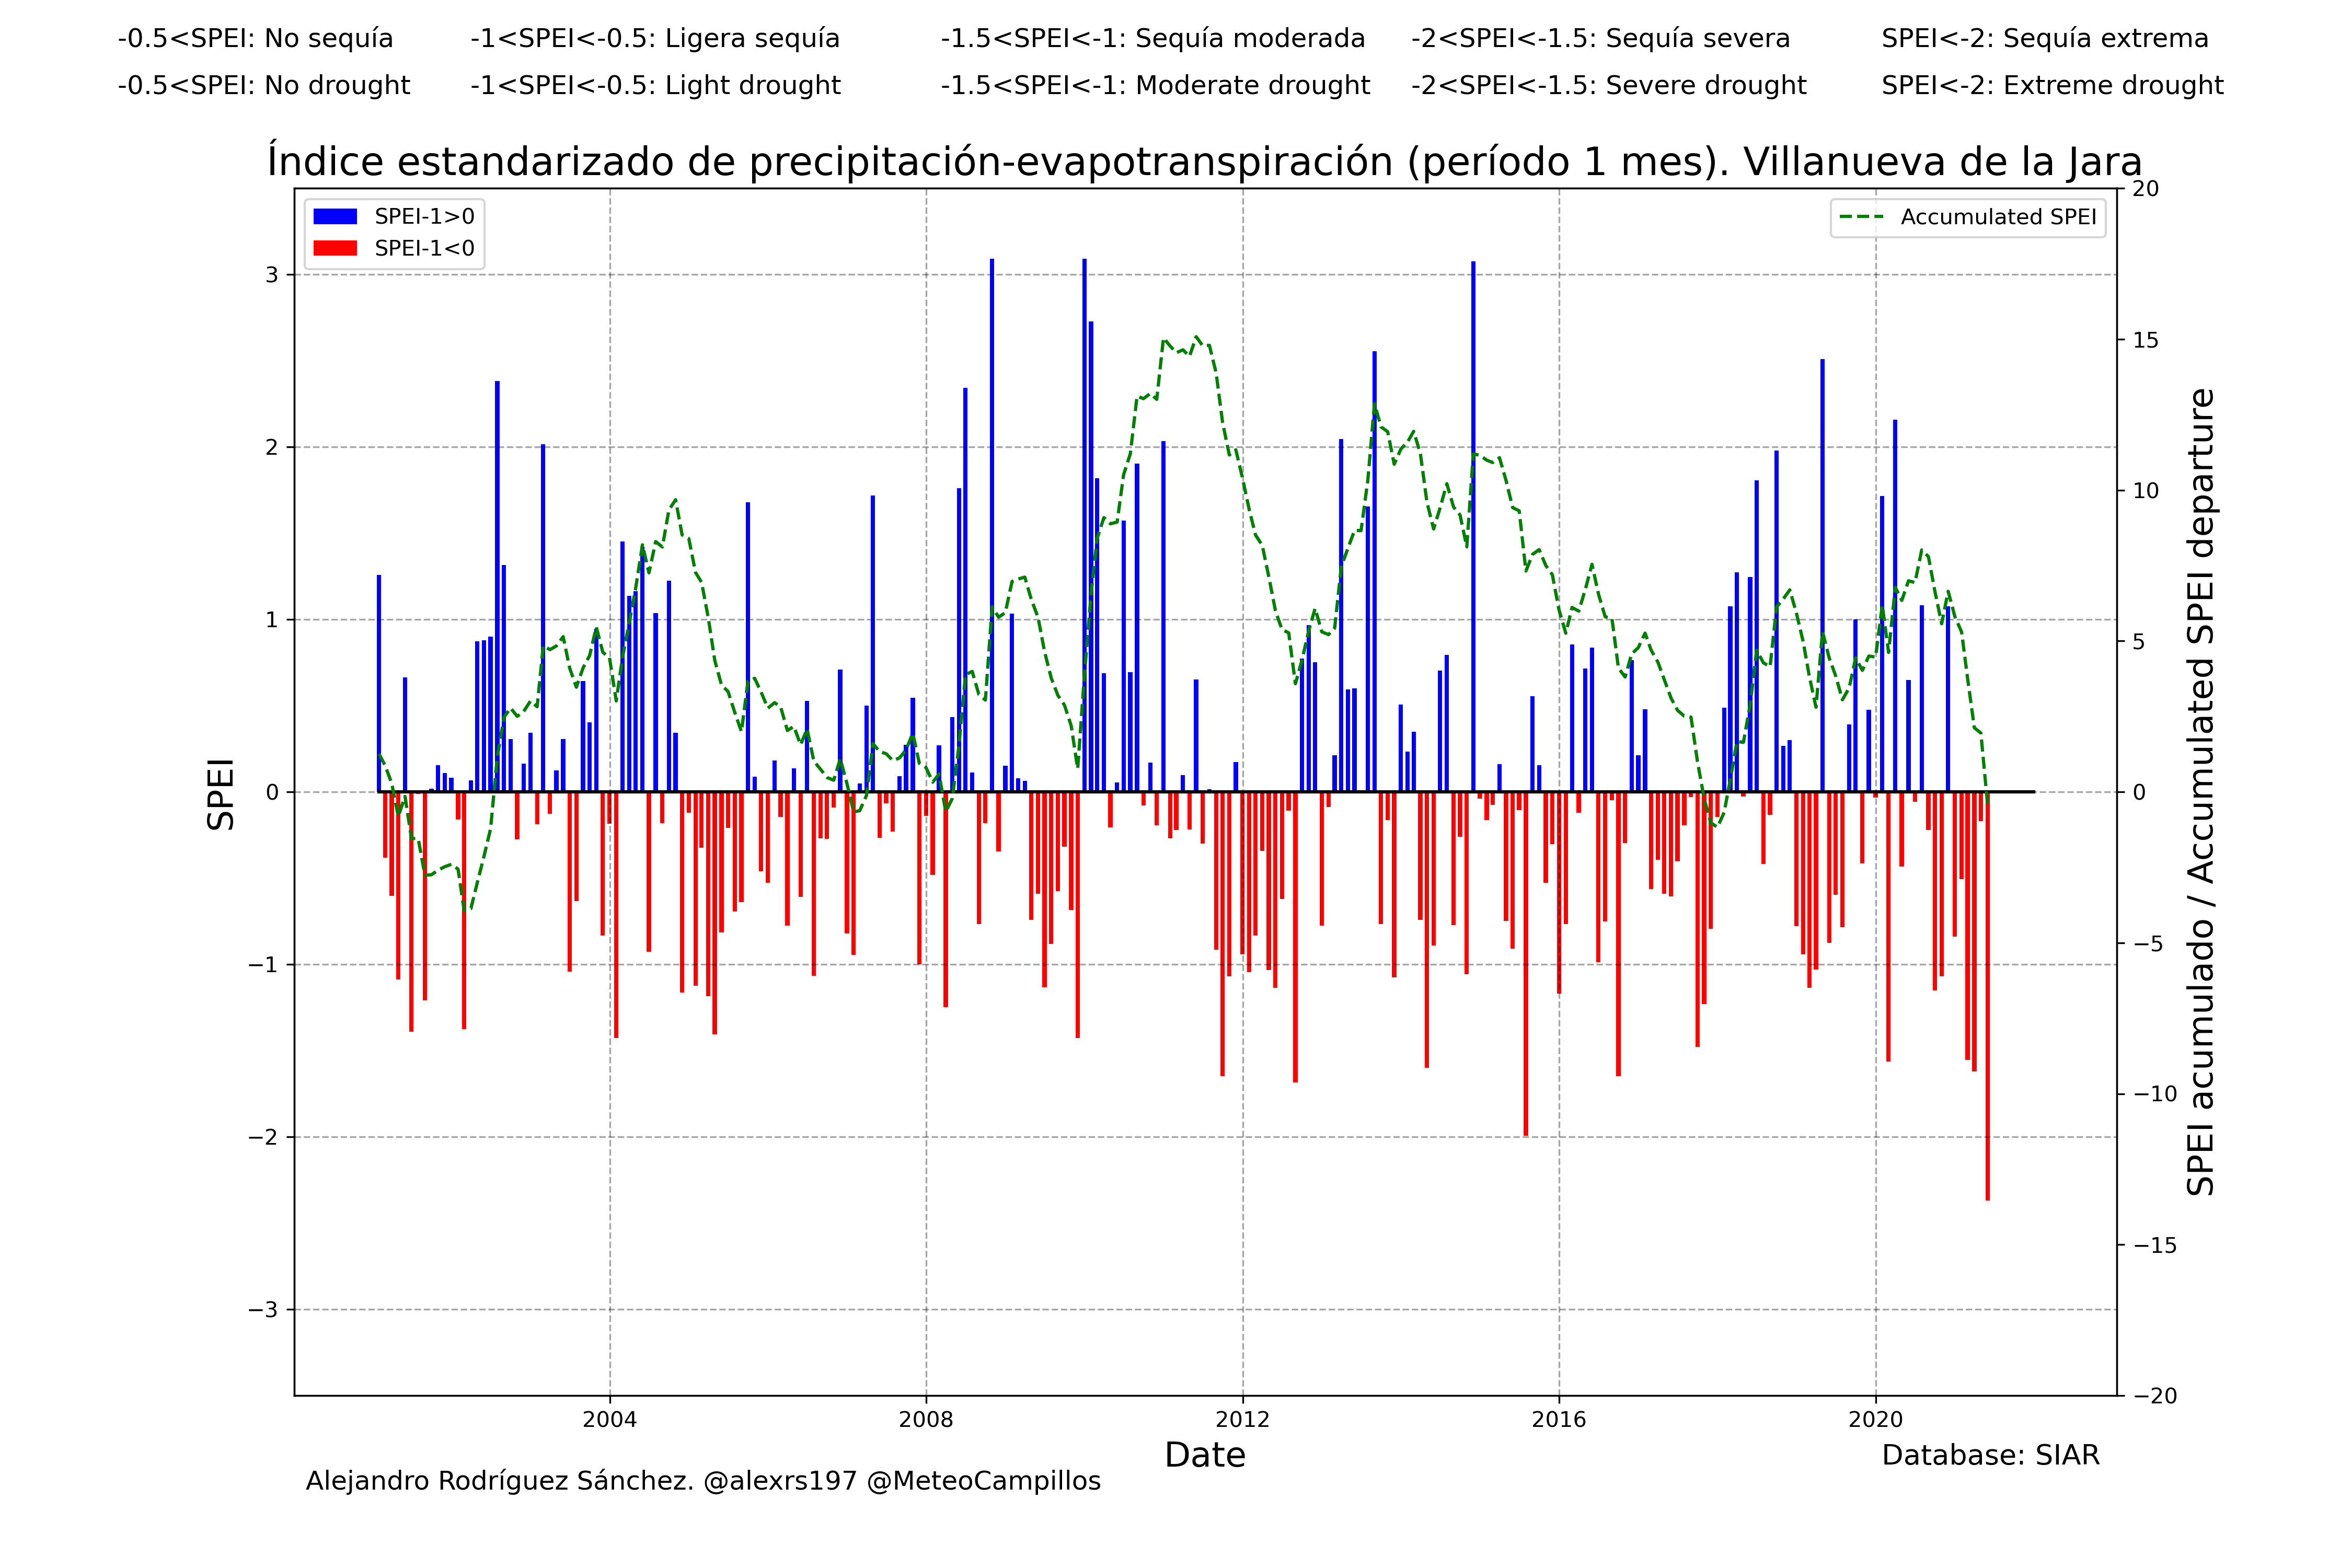 -0.5<SPEI: No sequía
-1<SPEI<-0.5: Ligera sequía
-1.5<SPEI<-1: Sequía moderada
-2<SPEI<-1.5: Sequía severa
SPEI<-2: Sequía extrema
-0.5<SPEI: No drought
-1<SPEI<-0.5: Light drought
-1.5<SPEI<-1: Moderate drought
-2<SPEI<-1.5: Severe drought
SPEI<-2: Extreme drought
Índice estandarizado de precipitación-evapotranspiración (período 1 mes). Villanueva de la Jara
SPEI-1>0
SPEI-1<0
Accumulated SPEI
SPEI
3
2
1
0
−1
−2
−3
20
15
10
5
0
−5
−10
−15
−20
SPEI acumulado / Accumulated SPEI departure
2004
2008
2012
2016
2020
Date
Database: SIAR
Alejandro Rodríguez Sánchez. @alexrs197 @MeteoCampillos